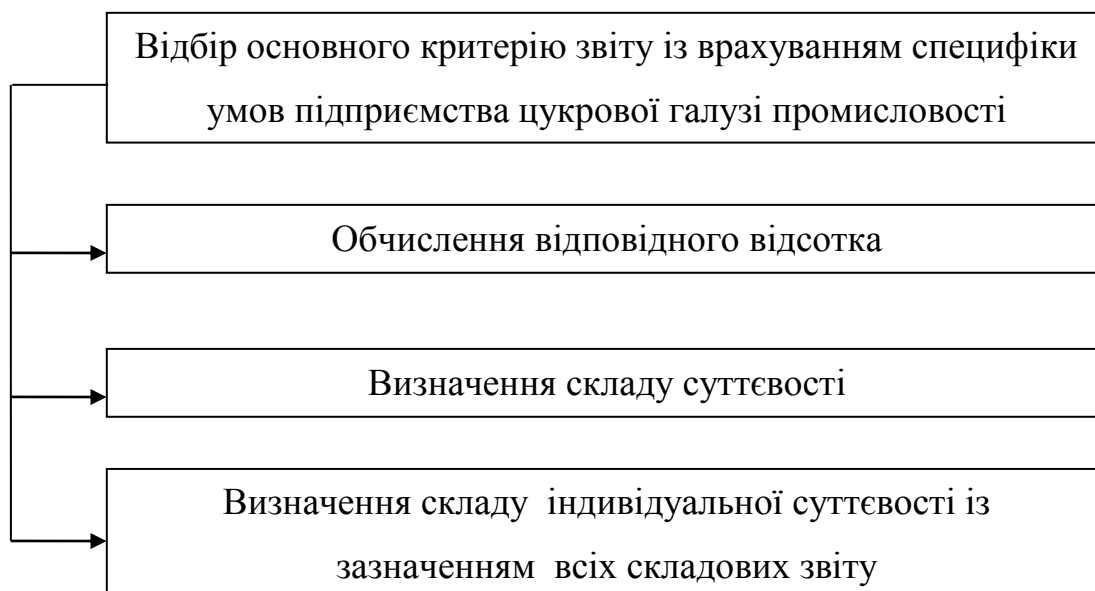 Відбір основного критерію звіту із врахуванням специфіки
умов підприємства цукрової галузі промисловості
Обчислення відповідного відсотка
Визначення складу суттєвості
Визначення складу індивідуальної суттєвості із
зазначенням всіх складових звіту